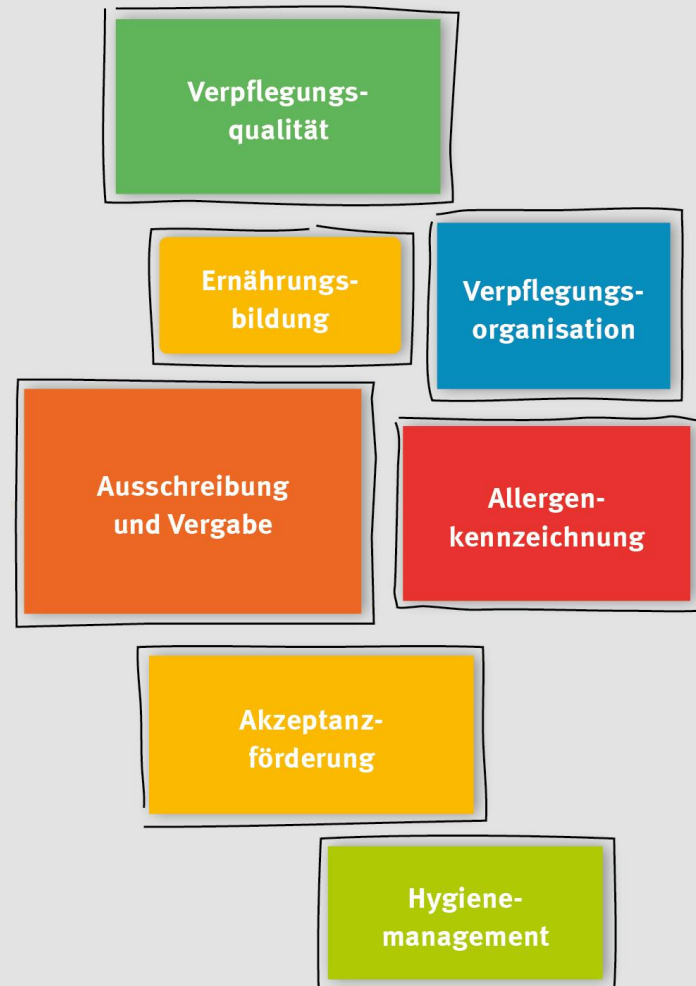 Verpflegungs-
qualität
Ernährungs-
bildung
Verpflegungs-
organisation
Ausschreibung
und Vergabe
Allergen-
kennzeichnung
Akzeptanz-
förderung
Hygiene-
management